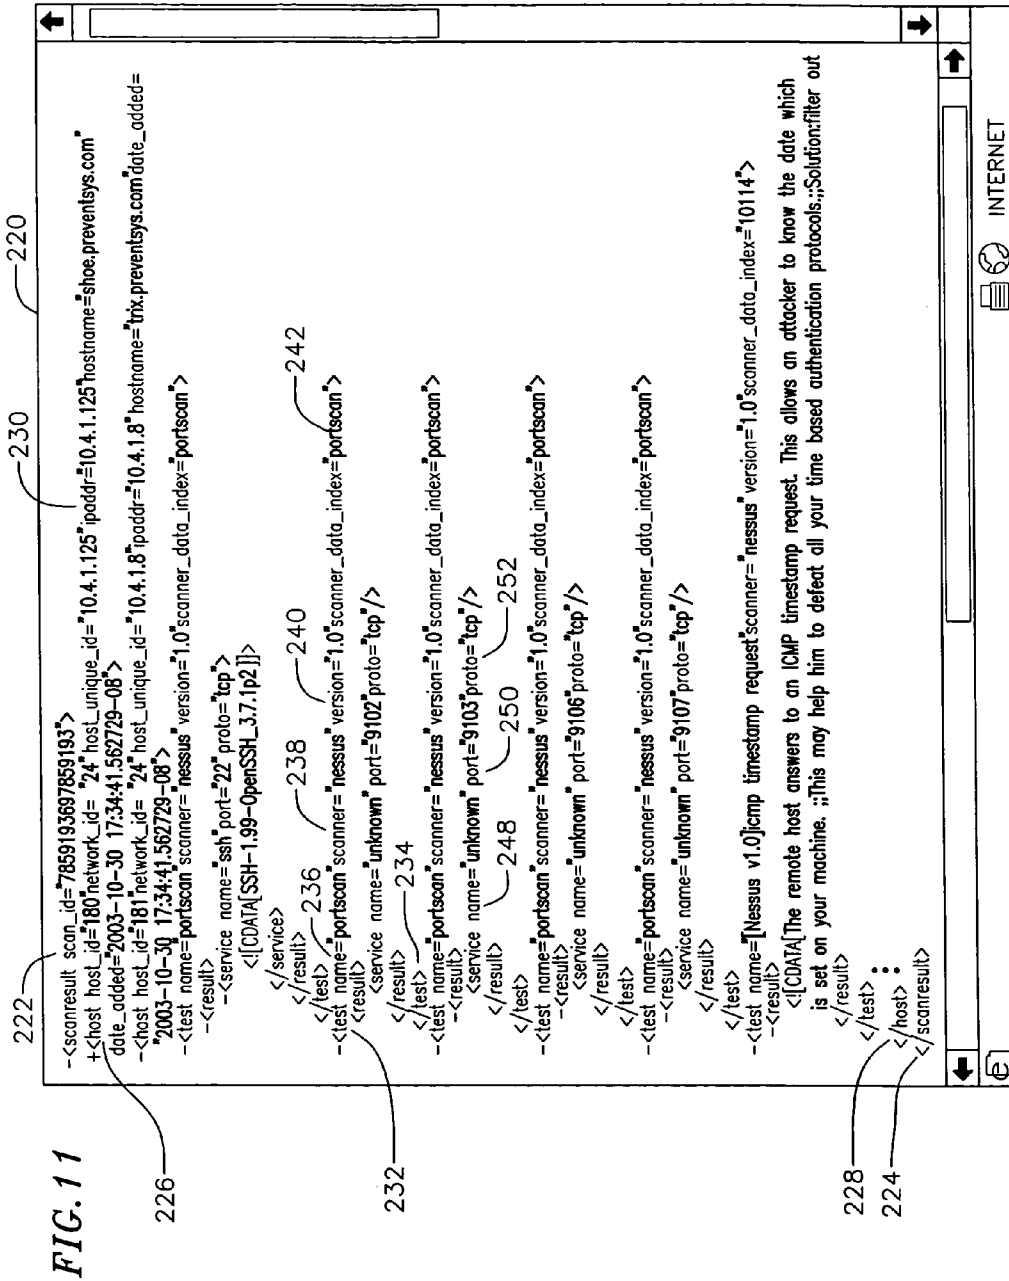 FIG. 11
220
222
230
-<scanresult scan_id="7859193697859193">
+<host host_id="180"network_id= "24"host_unique_id="10.4.1.125"ipaddr="10.4.1.125"hostname="shoe.preventsys.com"
date_added="2003-10-30 17:34:41.562729-08">
-<host host_id="181"network_id= "24"host_unique_id="10.4.1.8"ipaddr="10.4.1.8"hostname="trix.preventsys.com"date_added=
"2003-10-30 17:34:41.562729-08">
226
-<test name="portscan"scanner="nessus"version="1.0"scanner_data_index="portscan">
-<result>
-<service name="ssh"port="22"proto="tcp">
<![CDATA[SSH-1.99-OpenSSH_3.7.1p2]]>
</service>
</result>
</test>
236
238
240
242
-<test name="portscan"scanner="nessus"version="1.0"scanner_data_index="portscan">
-<result>
<service name="unknown"port="9102"proto="tcp"/>
</result>
</test>
232
234
-<test name="portscan"scanner="nessus"version="1.0"scanner_data_index="portscan">
-<result>
<service name="unknown"port="9103"proto="tcp"/>
</result>
</test>
248
250
252
-<test name="portscan"scanner="nessus"version="1.0"scanner_data_index="portscan">
-<result>
<service name="unknown"port="9106"proto="tcp"/>
</result>
</test>
-<test name="portscan"scanner="nessus"version="1.0"scanner_data_index="portscan">
-<result>
<service name="unknown"port="9107"proto="tcp"/>
</result>
</test>
-<test name="[Nessus v1.0]icmp timestamp request"scanner="nessus"version="1.0"scanner_data_index="10114">
-<result>
<![CDATA[The remote host answers to an ICMP timestamp request. This allows an attacker to know the date which
is set on your machine. ;;This may help him to defeat all your time based authentication protocols.;;Solution:filter out
</result>
</test>
228
</host>
224
</scanresult>
e
INTERNET